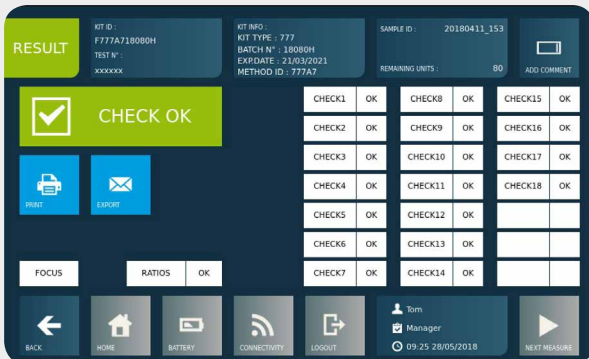 RESULT
KIT ID :
F777A718080H
TEST N° :
xxxxxx
KIT INFO :
KIT TYPE : 777
BATCH N° : 18080H
EXP.DATE : 21/03/2021
METHOD ID : 777A7
SAMPLE ID : 20180411_153
REMAINING UNITS : 80
ADD COMMENT
CHECK OK
PRINT
EXPORT
FOCUS
RATIOS OK
CHECK1 OK
CHECK2 OK
CHECK3 OK
CHECK4 OK
CHECK5 OK
CHECK6 OK
CHECK7 OK
CHECK8 OK
CHECK9 OK
CHECK10 OK
CHECK11 OK
CHECK12 OK
CHECK13 OK
CHECK14 OK
CHECK15 OK
CHECK16 OK
CHECK17 OK
CHECK18 OK
BACK
HOME
BATTERY
CONNECTIVITY
LOGOUT
Tom
Manager
09:25 28/05/2018
NEXT MEASURE